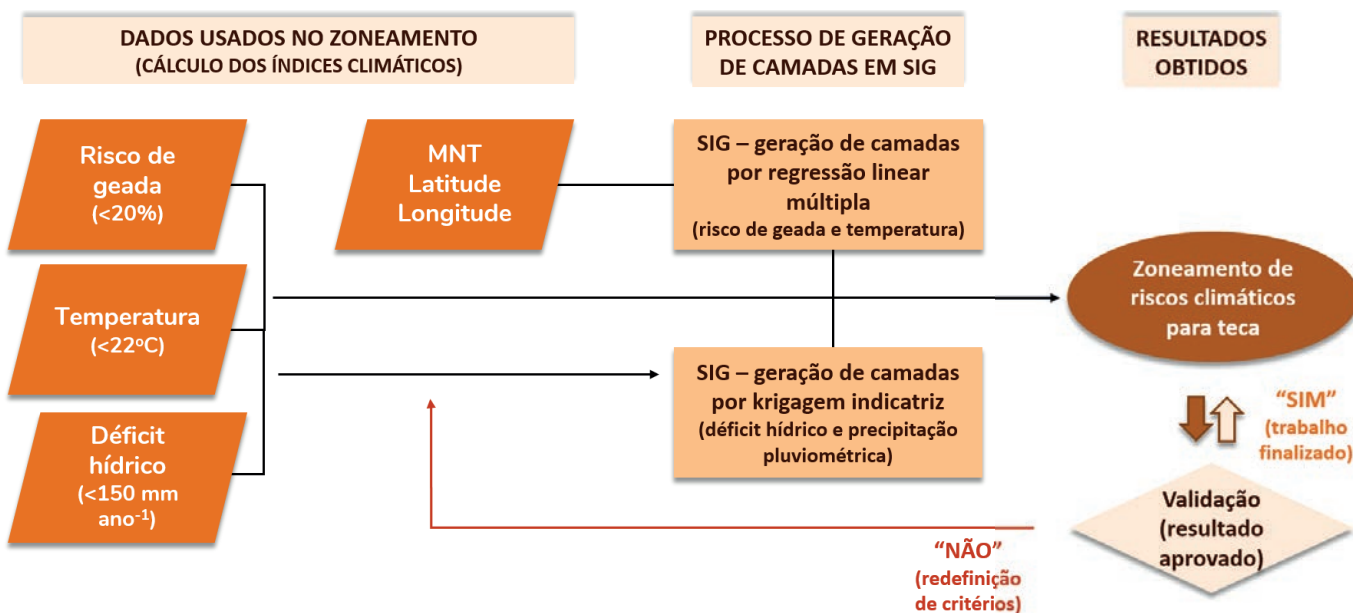 DADOS USADOS NO ZONEAMENTO
(CÁLCULO DOS ÍNDICES CLIMÁTICOS)
PROCESSO DE GERAÇÃO
DE CAMADAS EM SIG
RESULTADOS
OBTIDOS
Risco de
geada
(<20%)
MNT
Latitude
Longitude
SIG – geração de camadas
por regressão linear
múltipla
(risco de geada e temperatura)
Temperatura
(<22ºC)
Zoneamento de
riscos climáticos
para teca
SIG – geração de camadas
por krigagem indicatriz
(déficit hídrico e precipitação
pluviométrica)
Déficit
hídrico
(<150 mm
ano⁻¹)
“SIM”
(trabalho
finalizado)
Validação
(resultado
aprovado)
“NÃO”
(redefinição
de critérios)